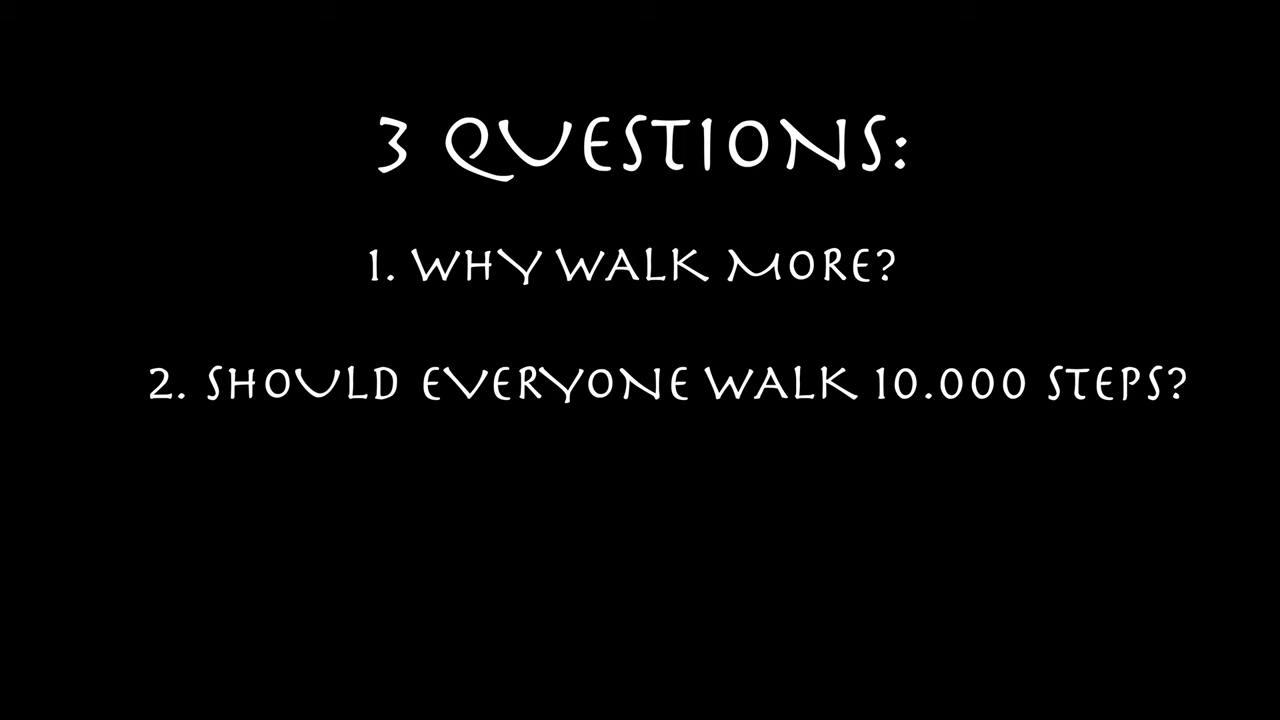 3 QUESTIONS:
1. WHY WALK MORE?
2. SHOULD EVERYONE WALK 10.000 STEPS?